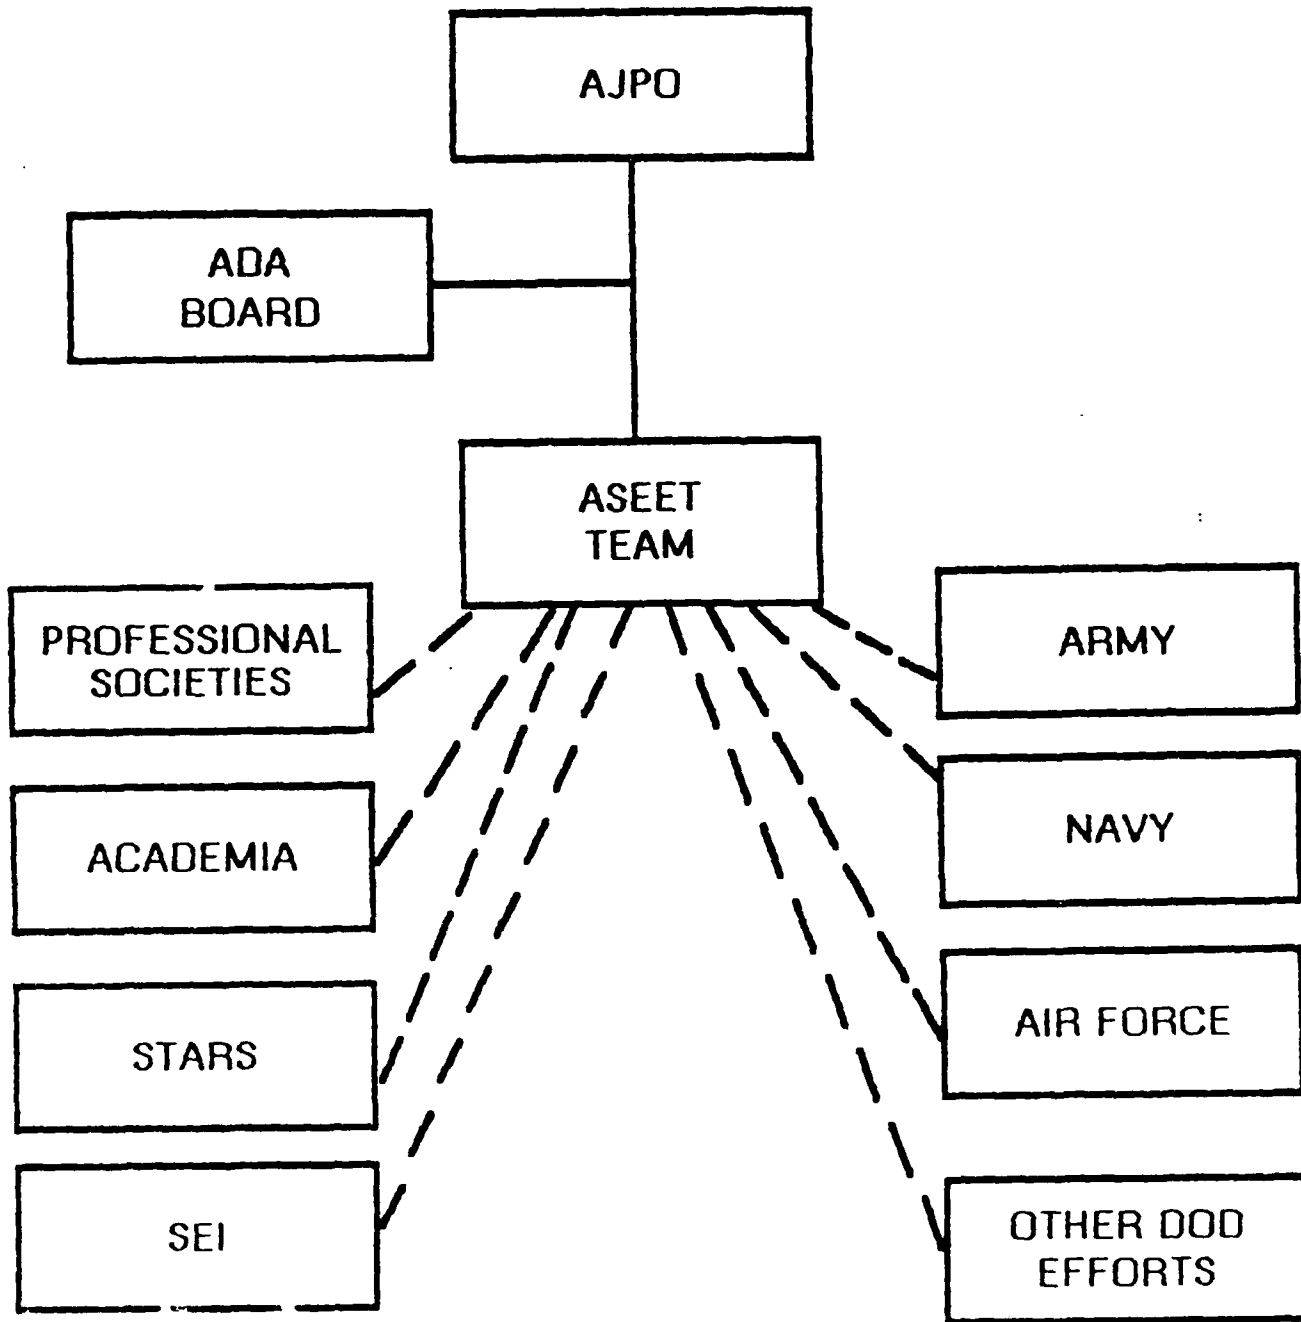 AJPO
ADA
BOARD
ASEET
TEAM
PROFESSIONAL
SOCIETIES
ACADEMIA
STARS
SEI
ARMY
NAVY
AIR FORCE
OTHER DOD
EFFORTS